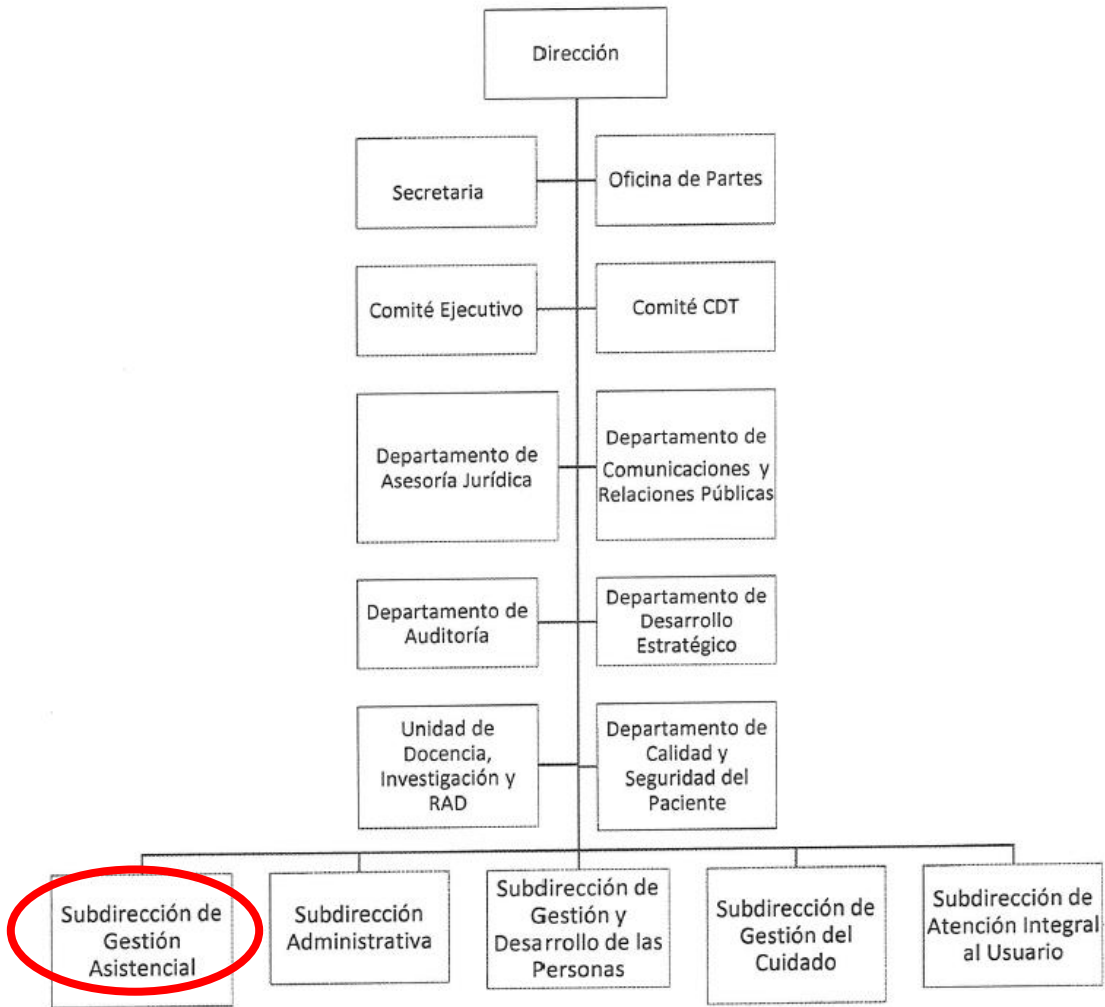 Dirección
Secretaria
Oficina de Partes
Comité Ejecutivo
Comité CDT
Departamento de
Asesoría Jurídica
Departamento de
Comunicaciones y
Relaciones Públicas
Departamento de
Auditoría
Departamento de
Desarrollo
Estratégico
Unidad de
Docencia,
Investigación y
RAD
Departamento de
Calidad y
Seguridad del
Paciente
Subdirección de
Gestión
Asistencial
Subdirección
Administrativa
Subdirección de
Gestión y
Desarrollo de las
Personas
Subdirección de
Gestión del
Cuidado
Subdirección de
Atención Integral
al Usuario